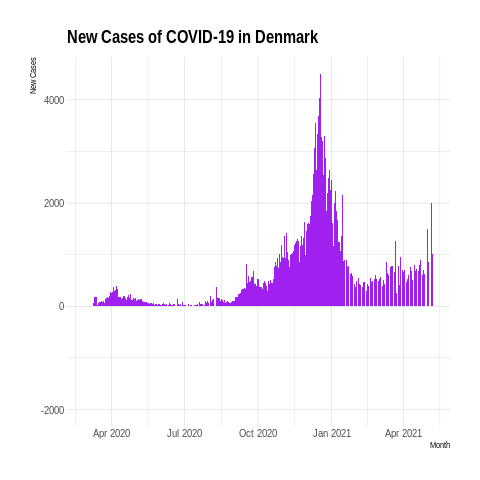 New Cases of COVID-19 in Denmark
New Cases
4000
2000
0
-2000
Apr 2020 Jul 2020 Oct 2020 Jan 2021 Apr 2021
Month